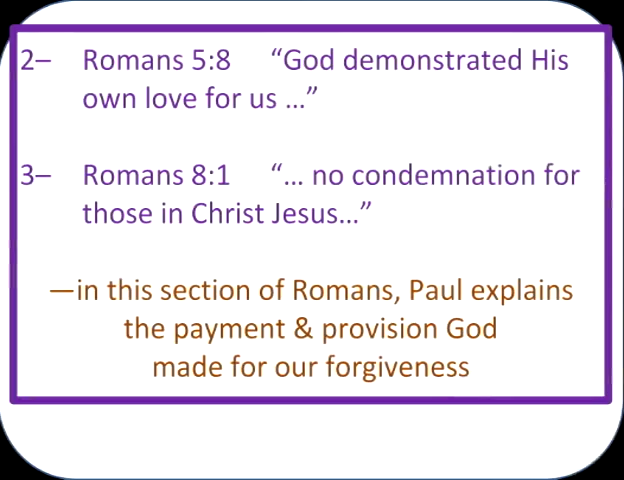 2– Romans 5:8 “God demonstrated His
own love for us …”
3– Romans 8:1 “… no condemnation for
those in Christ Jesus…”
—in this section of Romans, Paul explains
the payment & provision God
made for our forgiveness